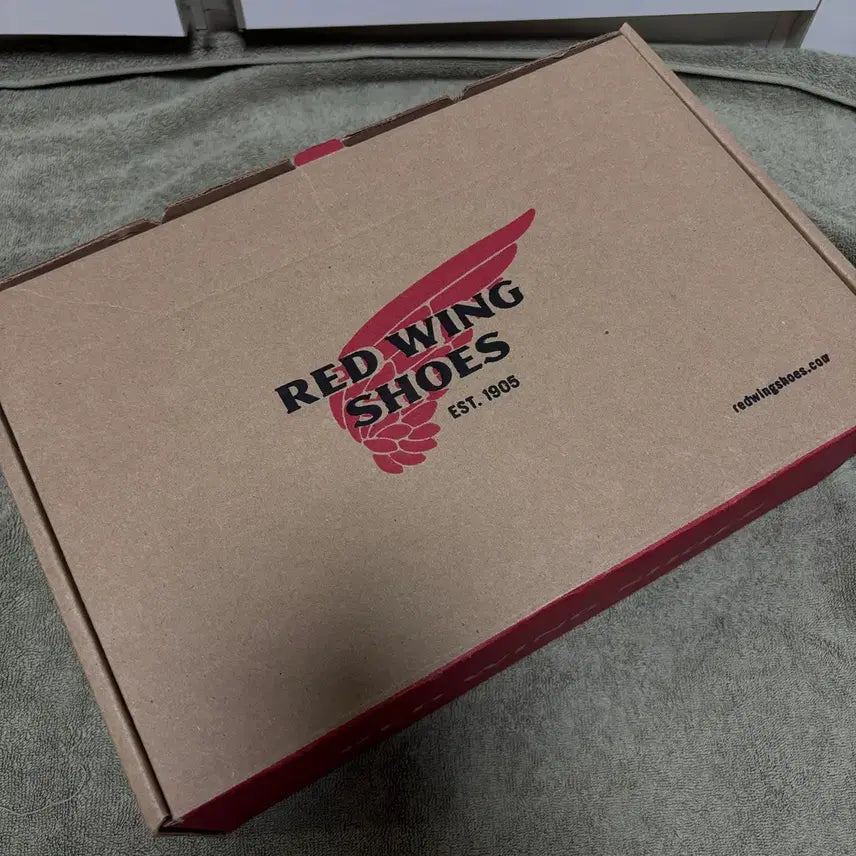 RED WING
SHOES
EST. 1905
redwingshoes.com